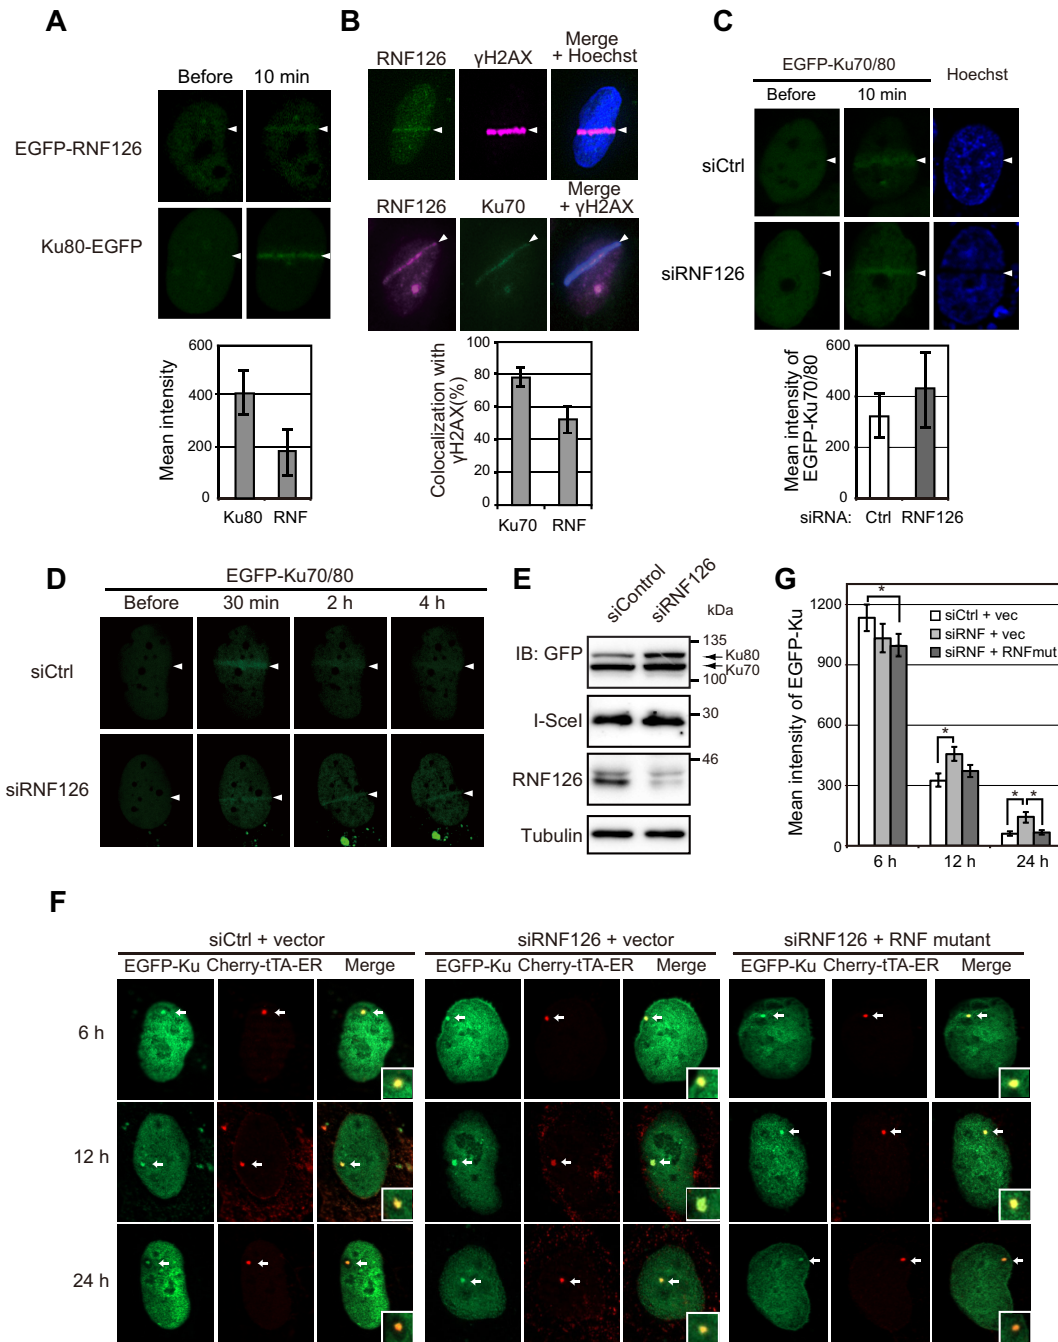 A
Before 10 min
EGFP-RNF126
Ku80-EGFP
Mean intensity
600
400
200
0
Ku80 RNF
B
RNF126 γH2AX Merge + Hoechst
RNF126 Ku70 Merge + γH2AX
Colocalization with γH2AX(%)
100
80
60
40
20
0
Ku70 RNF
C
EGFP-Ku70/80 Hoechst
Before 10 min
siCtrl
siRNF126
Mean intensity of EGFP-Ku70/80
600
400
200
0
siRNA: Ctrl RNF126
D
EGFP-Ku70/80
Before 30 min 2 h 4 h
siCtrl
siRNF126
E
siControl siRNF126 kDa
IB: GFP
135
Ku80
Ku70
100
I-SceI 30
RNF126 46
Tubulin
G
Mean intensity of EGFP-Ku
1200
900
600
300
0
* * * *
siCtrl + vec
siRNF + vec
siRNF + RNFmut
6 h 12 h 24 h
F
siCtrl + vector siRNF126 + vector siRNF126 + RNF mutant
EGFP-Ku Cherry-tTA-ER Merge EGFP-Ku Cherry-tTA-ER Merge EGFP-Ku Cherry-tTA-ER Merge
6 h
12 h
24 h